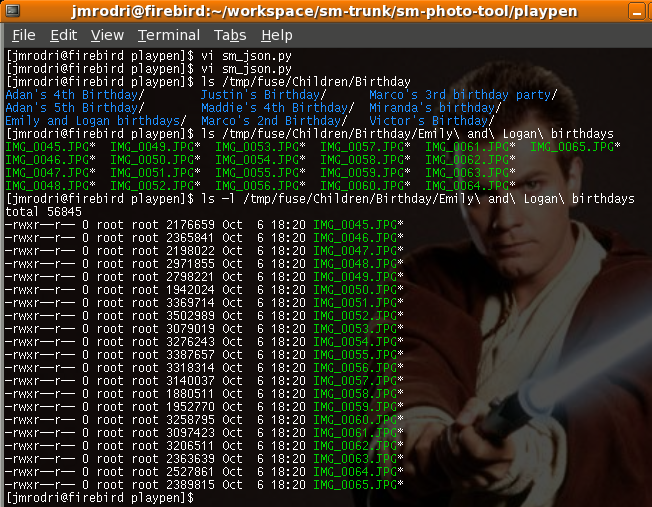 jmrodri@firebird:~/workspace/sm-trunk/sm-photo-tool/playpen
File Edit View Terminal Tabs Help
[jmrodri@firebird playpen]$ vi sm_json.py
[jmrodri@firebird playpen]$ vi sm_json.py
[jmrodri@firebird playpen]$ ls /tmp/fuse/Children/Birthday
Adan's 4th Birthday/ Justin's Birthday/ Marco's 3rd birthday party/
Adan's 5th Birthday/ Maddie's 4th Birthday/ Miranda's birthday/
Emily and Logan birthdays/ Marco's 2nd Birthday/ Victor's Birthday/
[jmrodri@firebird playpen]$ ls /tmp/fuse/Children/Birthday/Emily\ and\ Logan\ birthdays
IMG_0045.JPG* IMG_0049.JPG* IMG_0053.JPG* IMG_0057.JPG* IMG_0061.JPG* IMG_0065.JPG*
IMG_0046.JPG* IMG_0050.JPG* IMG_0054.JPG* IMG_0058.JPG* IMG_0062.JPG*
IMG_0047.JPG* IMG_0051.JPG* IMG_0055.JPG* IMG_0059.JPG* IMG_0063.JPG*
IMG_0048.JPG* IMG_0052.JPG* IMG_0056.JPG* IMG_0060.JPG* IMG_0064.JPG*
[jmrodri@firebird playpen]$ ls -l /tmp/fuse/Children/Birthday/Emily\ and\ Logan\ birthdays
total 56845
-rwxr--r-- 0 root root 2176659 Oct 6 18:20 IMG_0045.JPG*
-rwxr--r-- 0 root root 2365841 Oct 6 18:20 IMG_0046.JPG*
-rwxr--r-- 0 root root 2198022 Oct 6 18:20 IMG_0047.JPG*
-rwxr--r-- 0 root root 2971855 Oct 6 18:20 IMG_0048.JPG*
-rwxr--r-- 0 root root 2798221 Oct 6 18:20 IMG_0049.JPG*
-rwxr--r-- 0 root root 1942024 Oct 6 18:20 IMG_0050.JPG*
-rwxr--r-- 0 root root 3369714 Oct 6 18:20 IMG_0051.JPG*
-rwxr--r-- 0 root root 3502989 Oct 6 18:20 IMG_0052.JPG*
-rwxr--r-- 0 root root 3079019 Oct 6 18:20 IMG_0053.JPG*
-rwxr--r-- 0 root root 3276243 Oct 6 18:20 IMG_0054.JPG*
-rwxr--r-- 0 root root 3387657 Oct 6 18:20 IMG_0055.JPG*
-rwxr--r-- 0 root root 3318314 Oct 6 18:20 IMG_0056.JPG*
-rwxr--r-- 0 root root 3140037 Oct 6 18:20 IMG_0057.JPG*
-rwxr--r-- 0 root root 1880511 Oct 6 18:20 IMG_0058.JPG*
-rwxr--r-- 0 root root 1952770 Oct 6 18:20 IMG_0059.JPG*
-rwxr--r-- 0 root root 3258795 Oct 6 18:20 IMG_0060.JPG*
-rwxr--r-- 0 root root 3097423 Oct 6 18:20 IMG_0061.JPG*
-rwxr--r-- 0 root root 3206511 Oct 6 18:20 IMG_0062.JPG*
-rwxr--r-- 0 root root 2363639 Oct 6 18:20 IMG_0063.JPG*
-rwxr--r-- 0 root root 2527861 Oct 6 18:20 IMG_0064.JPG*
-rwxr--r-- 0 root root 2389815 Oct 6 18:20 IMG_0065.JPG*
[jmrodri@firebird playpen]$